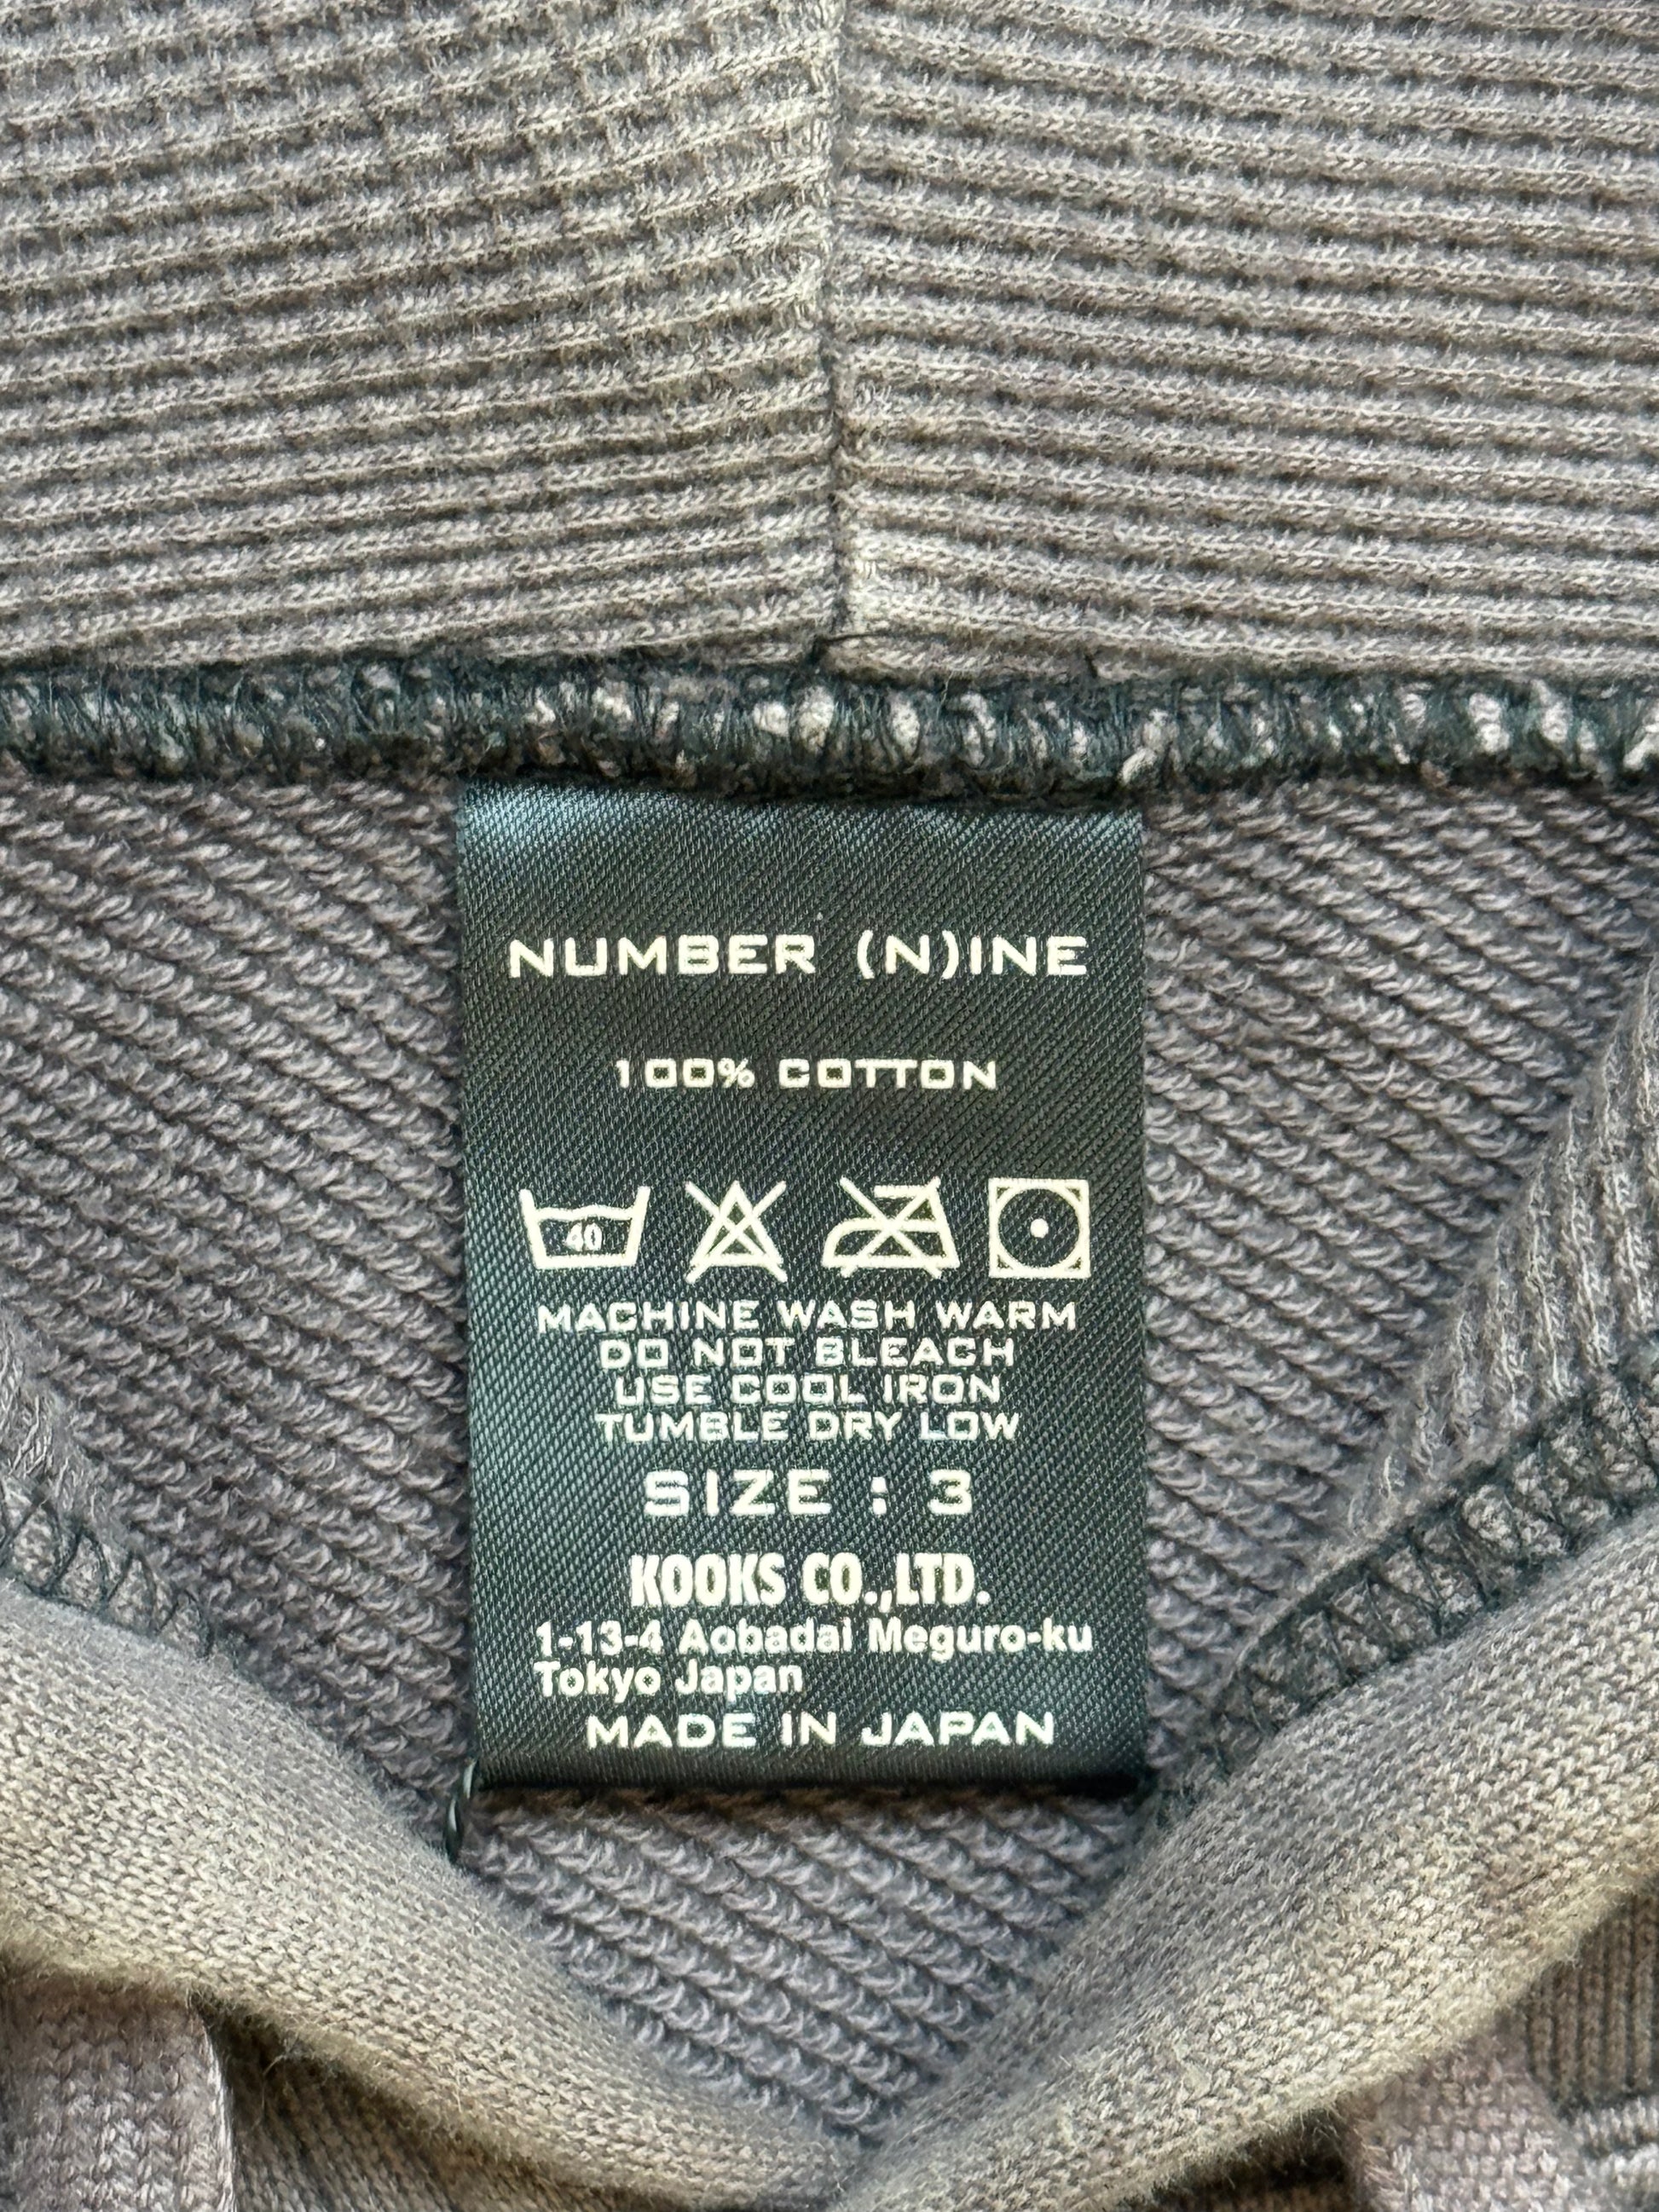 NUMBER (N)INE
100% COTTON
40
MACHINE WASH WARM
DO NOT BLEACH
USE COOL IRON
TUMBLE DRY LOW
SIZE : 3
KOOKS CO.,LTD.
1-13-4 Aobadai Meguro-ku
Tokyo Japan
MADE IN JAPAN